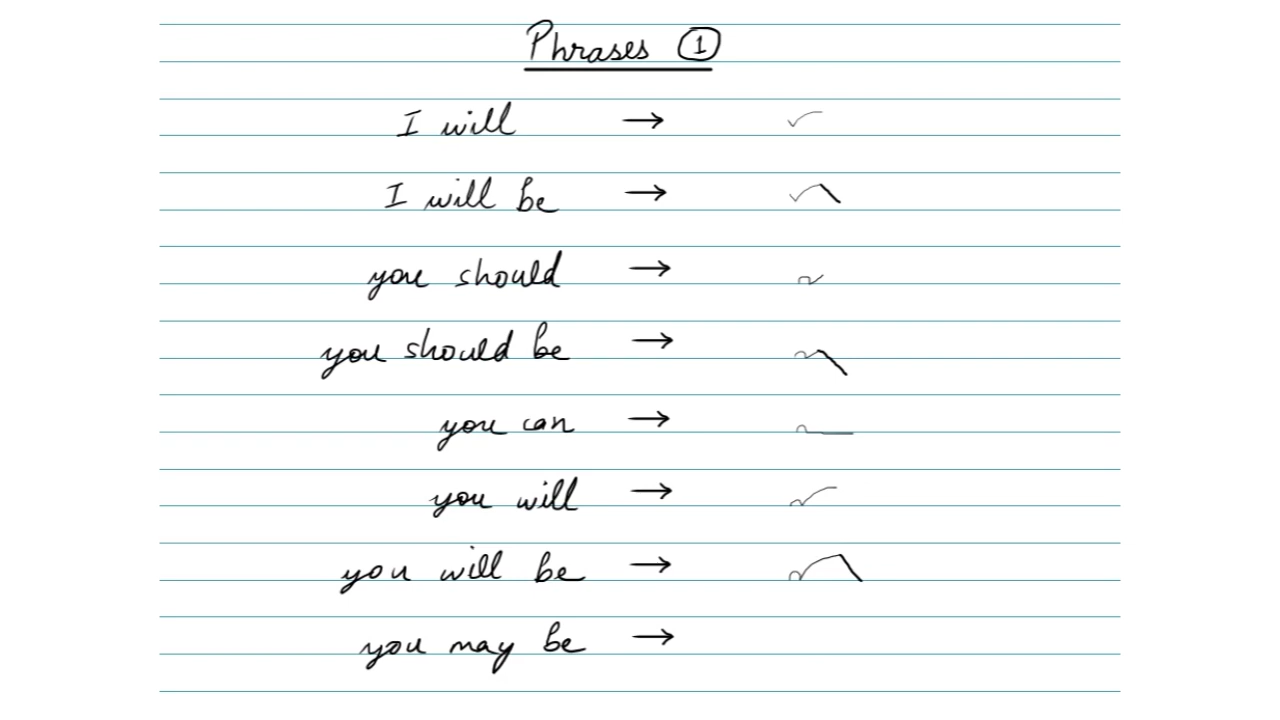 Phrases ①
I will →
I will be →
you should →
you should be →
you can →
you will →
you will be →
you may be →